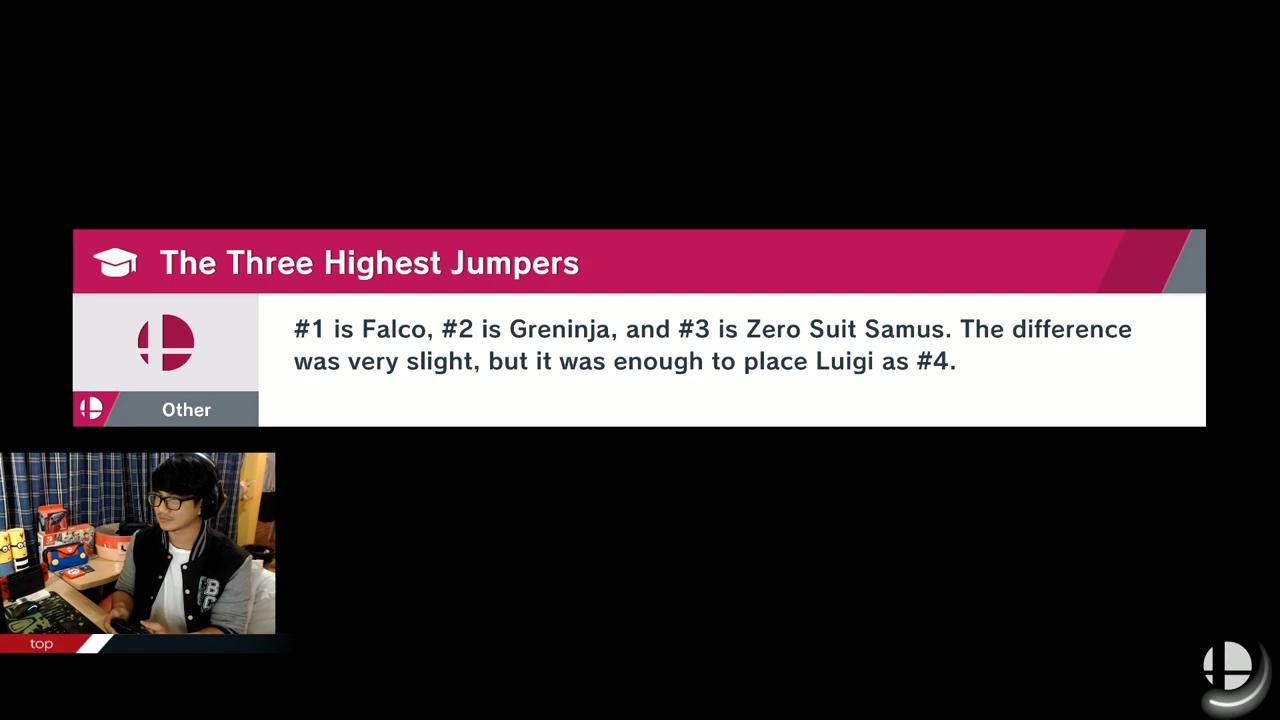 The Three Highest Jumpers
#1 is Falco, #2 is Greninja, and #3 is Zero Suit Samus. The difference
was very slight, but it was enough to place Luigi as #4.
Other
BC
top